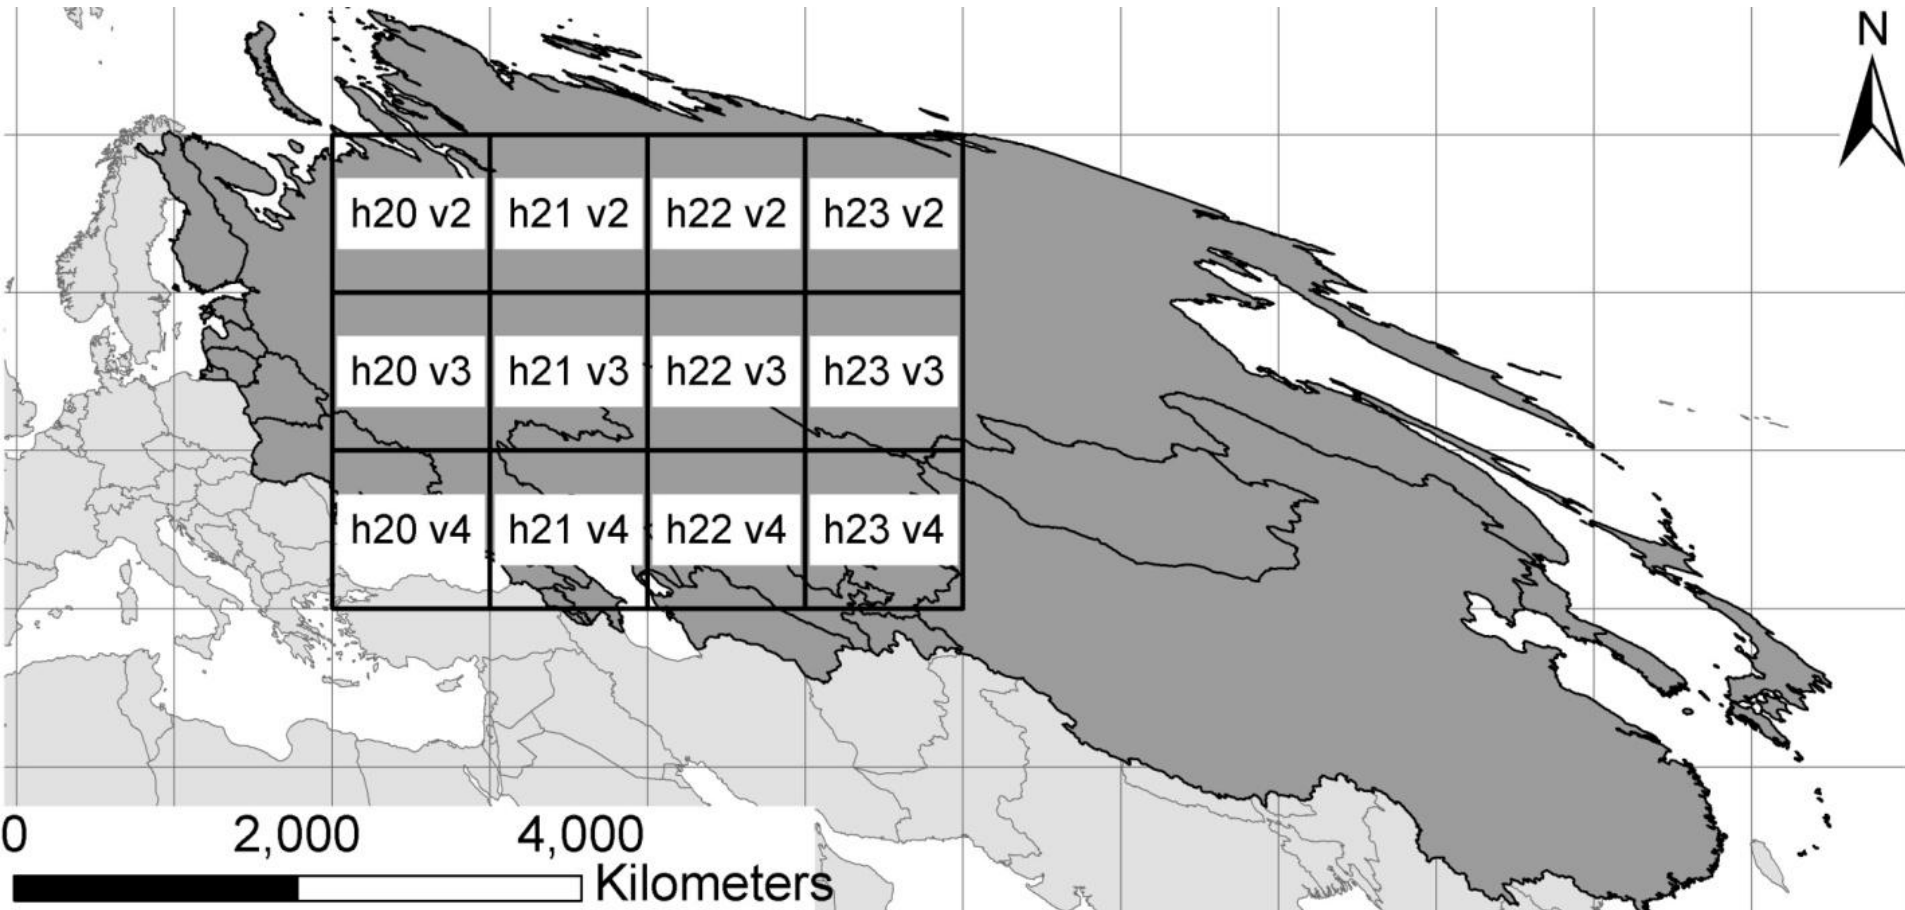 N
h20 v2 h21 v2 h22 v2 h23 v2
h20 v3 h21 v3 h22 v3 h23 v3
h20 v4 h21 v4 h22 v4 h23 v4
0 2,000 4,000
Kilometers